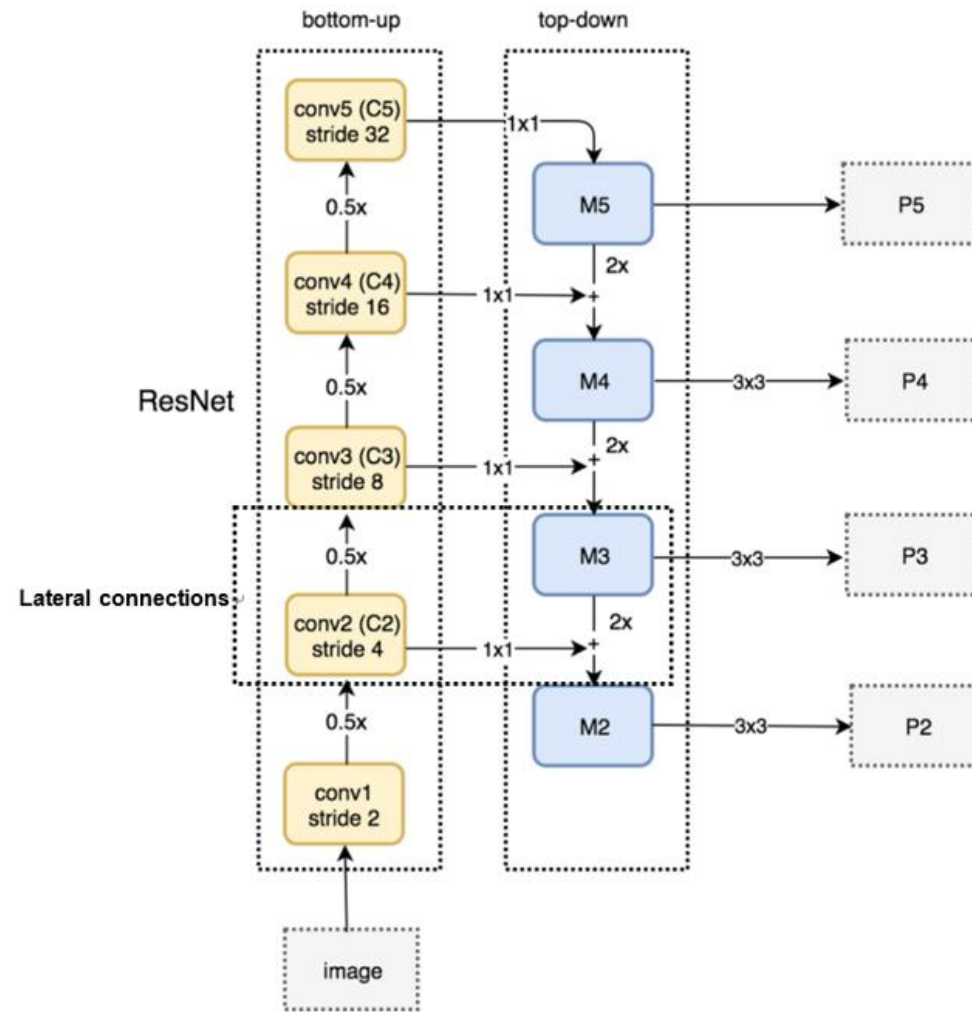 bottom-up
top-down
conv5 (C5)
stride 32
1x1
M5
P5
0.5x
2x
conv4 (C4)
stride 16
1x1
+
M4
3x3
P4
0.5x
ResNet
2x
conv3 (C3)
stride 8
1x1
+
M3
3x3
P3
0.5x
Lateral connections
2x
conv2 (C2)
stride 4
1x1
+
M2
3x3
P2
0.5x
conv1
stride 2
image